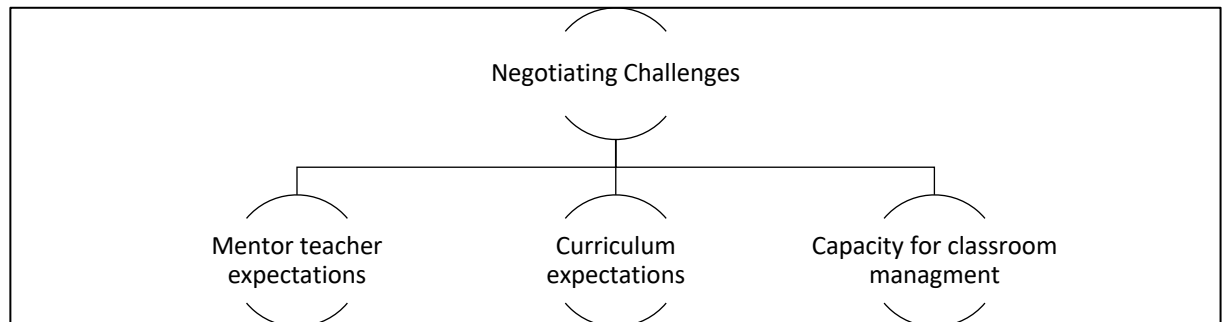 Negotiating Challenges
Mentor teacher
expectations
Curriculum
expectations
Capacity for classroom
managment